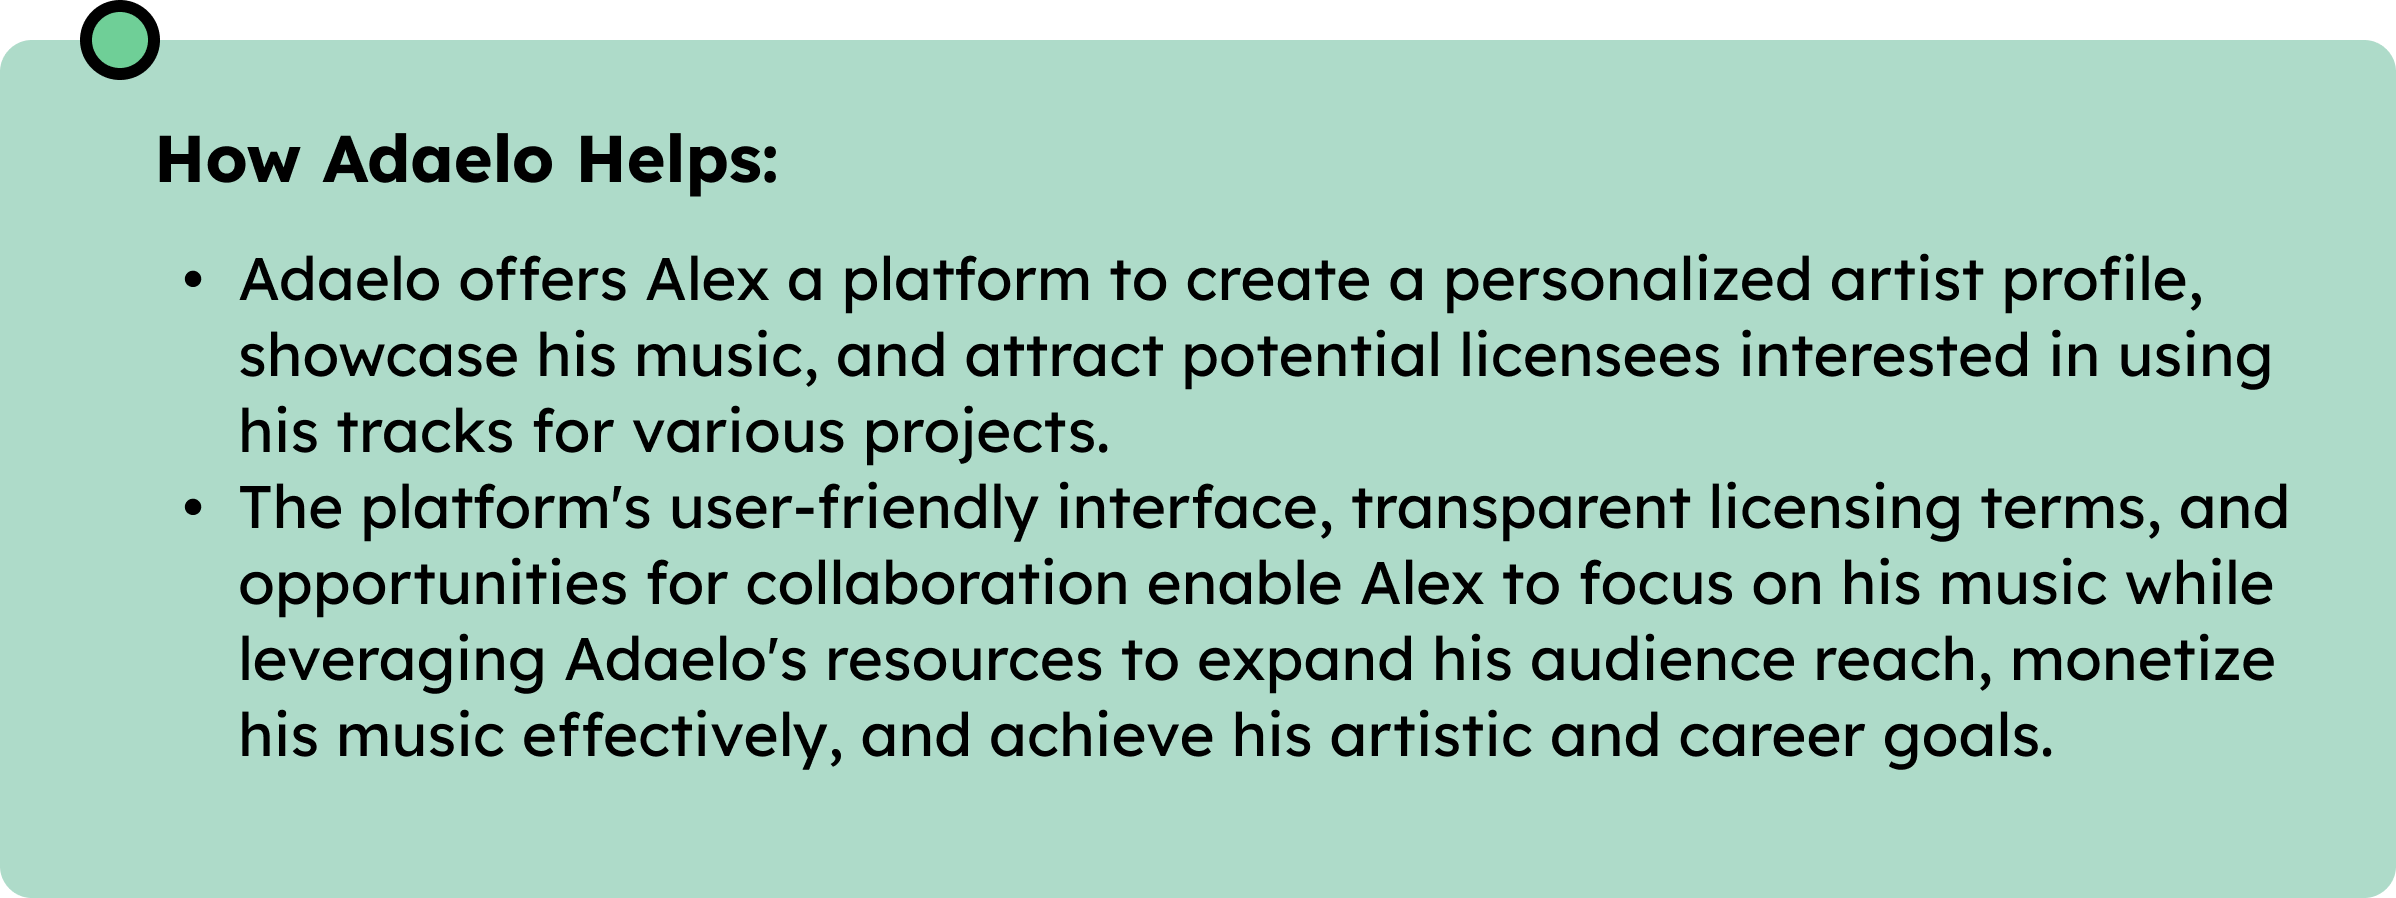 How Adaelo Helps:
• Adaelo offers Alex a platform to create a personalized artist profile,
showcase his music, and attract potential licensees interested in using
his tracks for various projects.
• The platform's user-friendly interface, transparent licensing terms, and
opportunities for collaboration enable Alex to focus on his music while
leveraging Adaelo's resources to expand his audience reach, monetize
his music effectively, and achieve his artistic and career goals.